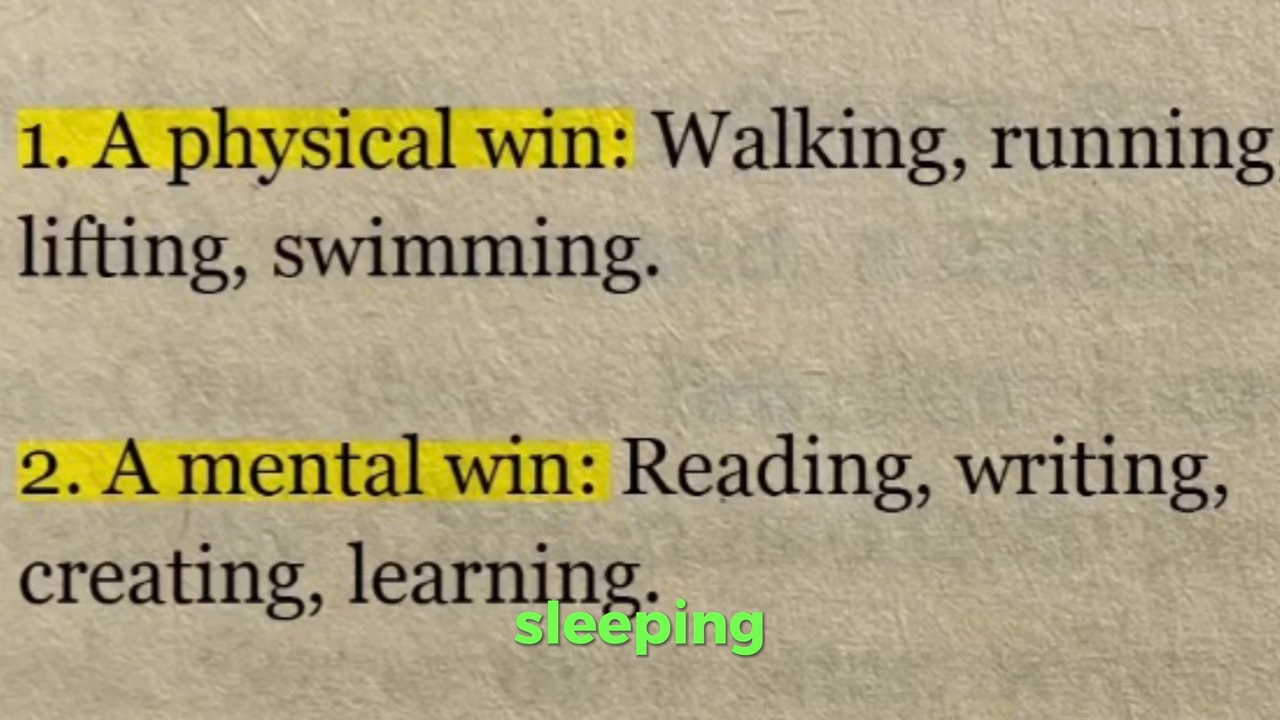 1. A physical win: Walking, running,
lifting, swimming.
2. A mental win: Reading, writing,
creating, learning.
sleeping